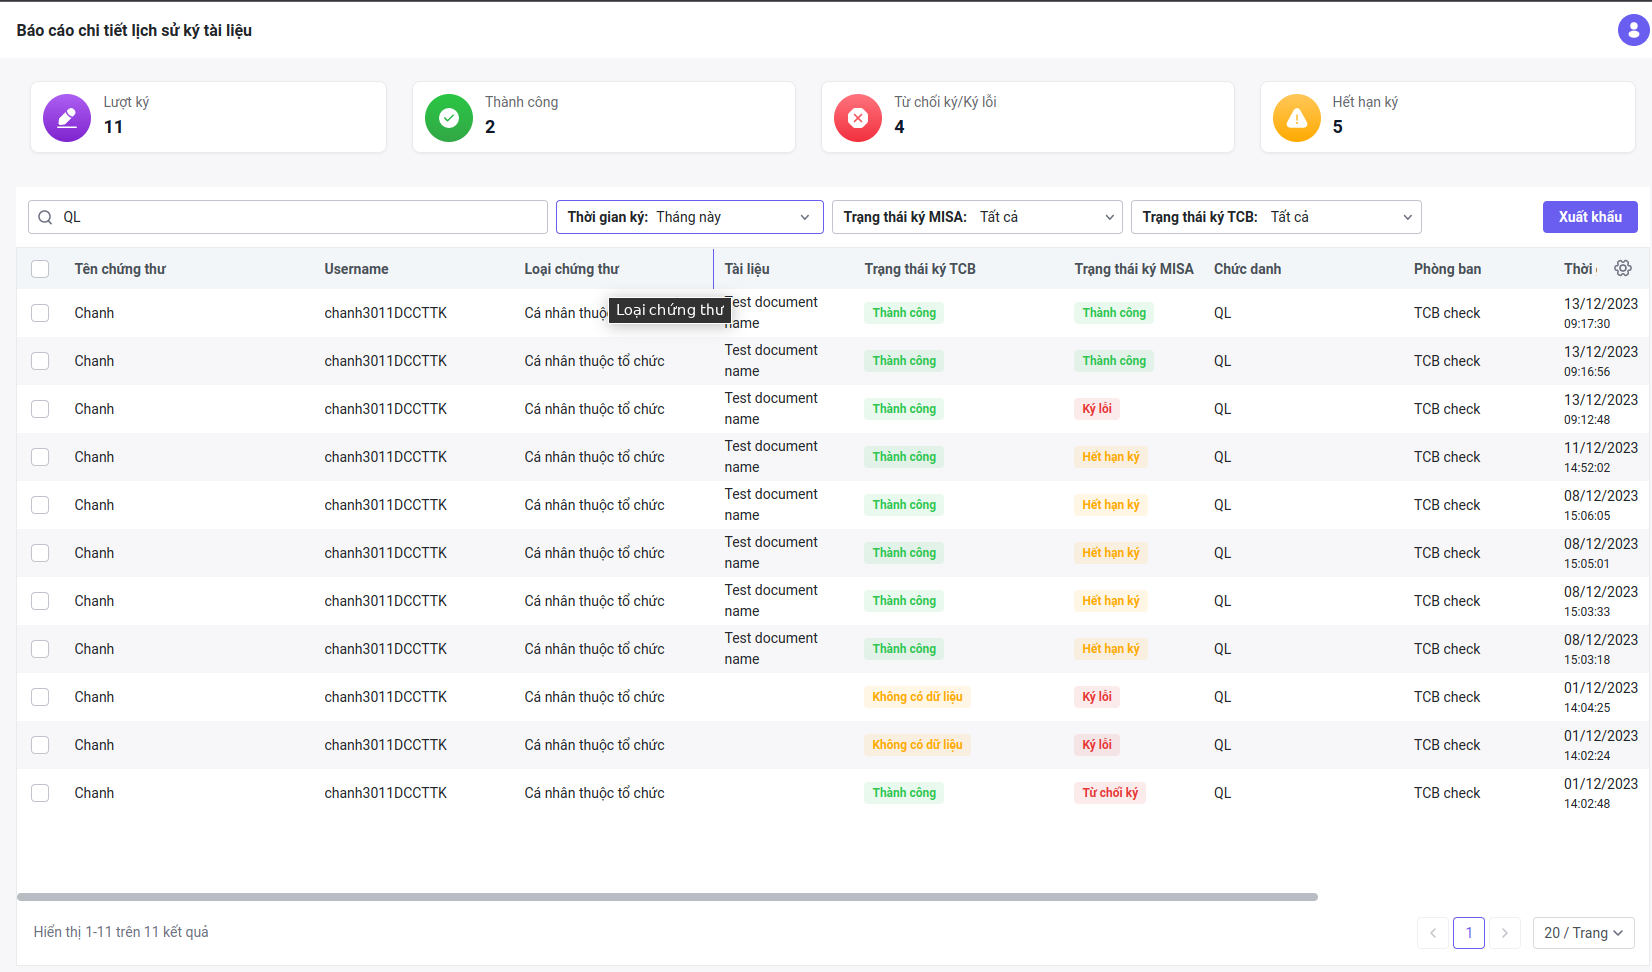 Báo cáo chi tiết lịch sử ký tài liệu
Lượt ký
11
Thành công
2
Từ chối ký/Ký lỗi
4
Hết hạn ký
5
QL
Thời gian ký: Tháng này
Trạng thái ký MISA: Tất cả
Trạng thái ký TCB: Tất cả
Xuất khẩu
Tên chứng thư Username Loại chứng thư Tài liệu Trạng thái ký TCB Trạng thái ký MISA Chức danh Phòng ban Thời
Loại chứng thư
Chanh chanh3011DCCTTK Cá nhân thuộc Test document name Thành công Thành công QL TCB check 13/12/2023 09:17:30
Chanh chanh3011DCCTTK Cá nhân thuộc tổ chức Test document name Thành công Thành công QL TCB check 13/12/2023 09:16:56
Chanh chanh3011DCCTTK Cá nhân thuộc tổ chức Test document name Thành công Ký lỗi QL TCB check 13/12/2023 09:12:48
Chanh chanh3011DCCTTK Cá nhân thuộc tổ chức Test document name Thành công Hết hạn ký QL TCB check 11/12/2023 14:52:02
Chanh chanh3011DCCTTK Cá nhân thuộc tổ chức Test document name Thành công Hết hạn ký QL TCB check 08/12/2023 15:06:05
Chanh chanh3011DCCTTK Cá nhân thuộc tổ chức Test document name Thành công Hết hạn ký QL TCB check 08/12/2023 15:05:01
Chanh chanh3011DCCTTK Cá nhân thuộc tổ chức Test document name Thành công Hết hạn ký QL TCB check 08/12/2023 15:03:33
Chanh chanh3011DCCTTK Cá nhân thuộc tổ chức Test document name Thành công Hết hạn ký QL TCB check 08/12/2023 15:03:18
Chanh chanh3011DCCTTK Cá nhân thuộc tổ chức Không có dữ liệu Ký lỗi QL TCB check 01/12/2023 14:04:25
Chanh chanh3011DCCTTK Cá nhân thuộc tổ chức Không có dữ liệu Ký lỗi QL TCB check 01/12/2023 14:02:24
Chanh chanh3011DCCTTK Cá nhân thuộc tổ chức Thành công Từ chối ký QL TCB check 01/12/2023 14:02:48
Hiển thị 1-11 trên 11 kết quả
1
20 / Trang